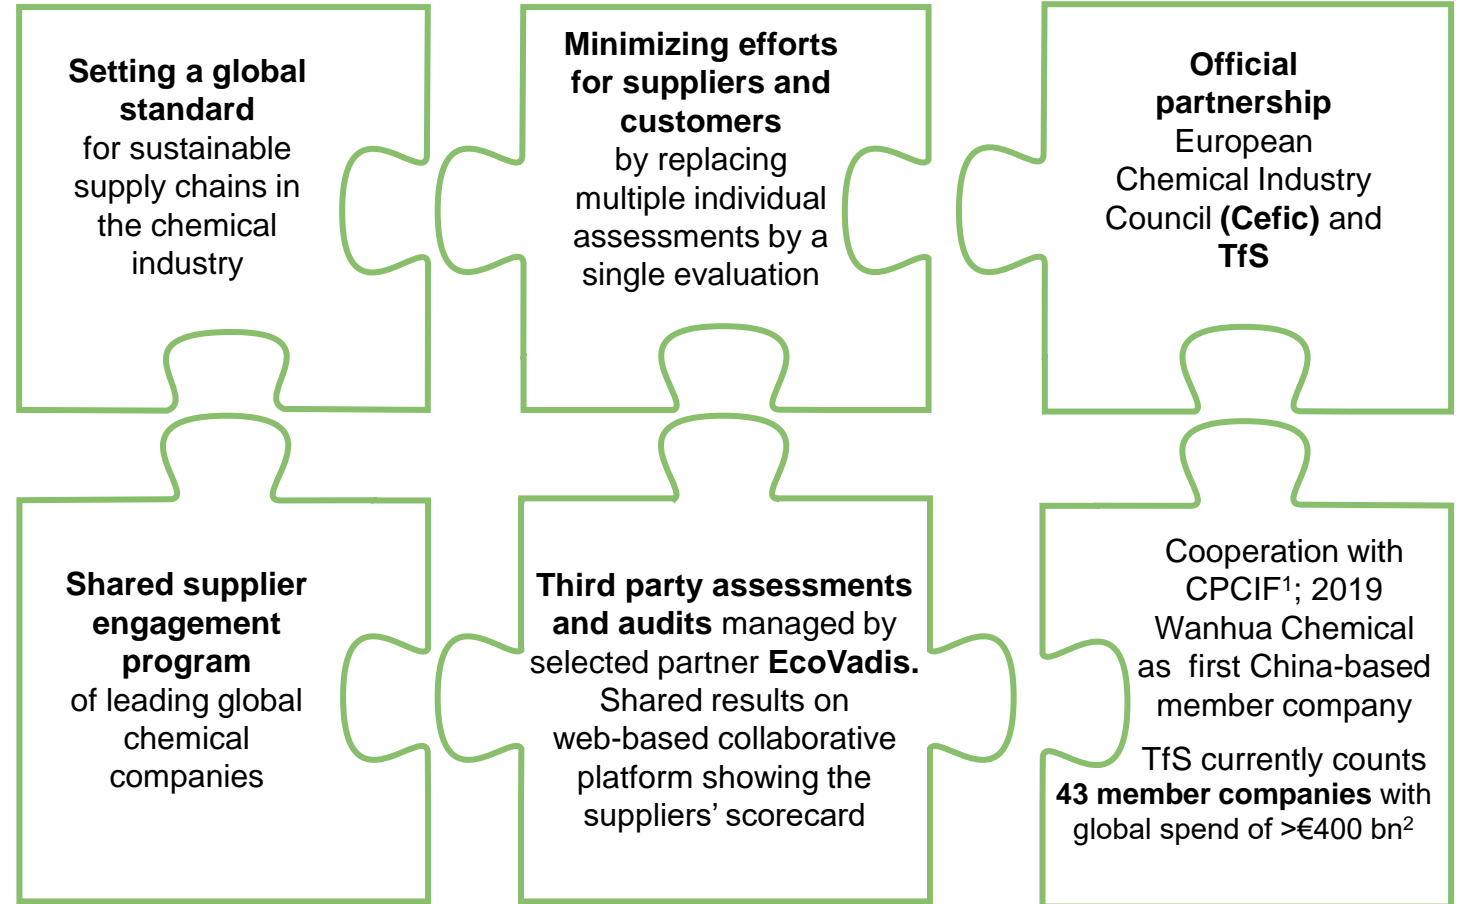 Setting a global
standard
for sustainable
supply chains in
the chemical
industry
Minimizing efforts
for suppliers and
customers
by replacing
multiple individual
assessments by a
single evaluation
Official
partnership
European
Chemical Industry
Council (Cefic) and
TfS
Shared supplier
engagement
program
of leading global
chemical
companies
Third party assessments
and audits managed by
selected partner EcoVadis.
Shared results on
web-based collaborative
platform showing the
suppliers’ scorecard
Cooperation with
CPCIF¹; 2019
Wanhua Chemical
as first China-based
member company
TfS currently counts
43 member companies with
global spend of >€400 bn²